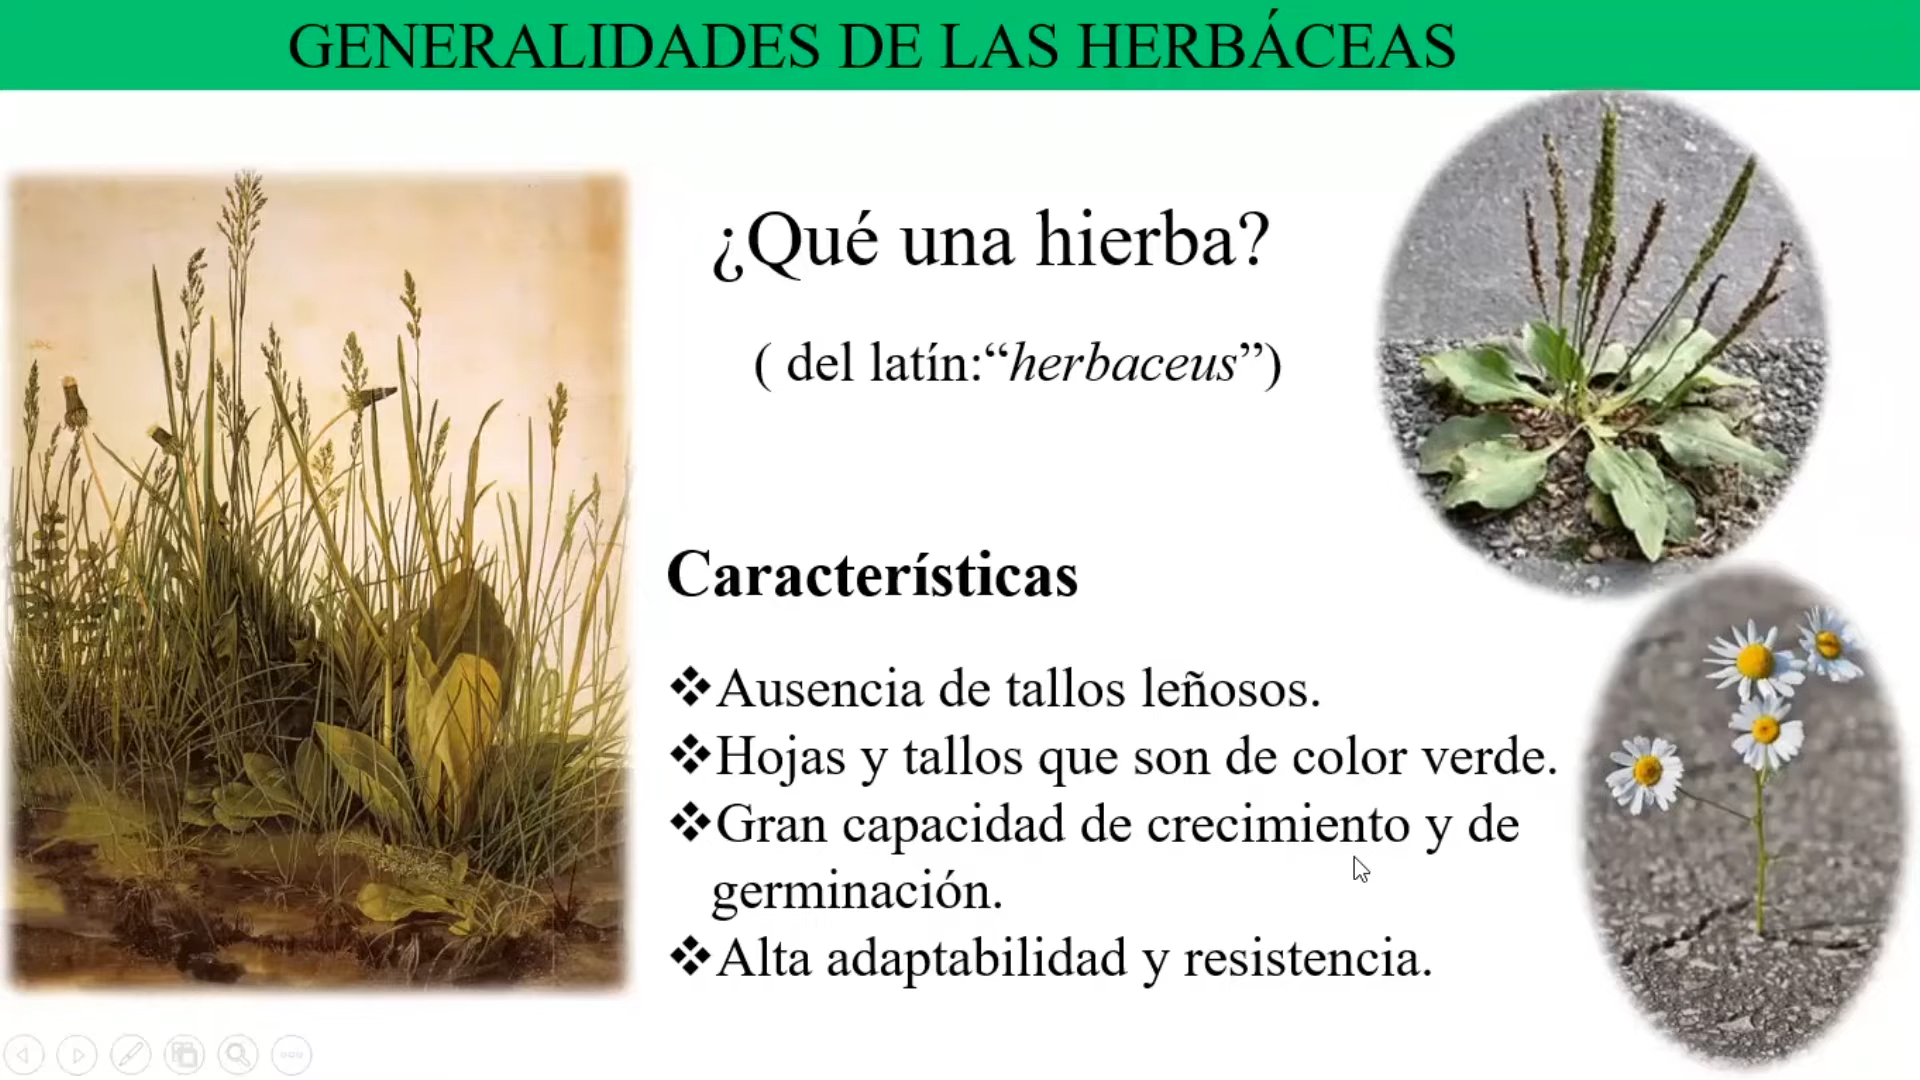 GENERALIDADES DE LAS HERBÁCEAS
¿Qué una hierba?
( del latín:“herbaceus”)
Características
❖Ausencia de tallos leñosos.
❖Hojas y tallos que son de color verde.
❖Gran capacidad de crecimiento y de
germinación.
❖Alta adaptabilidad y resistencia.